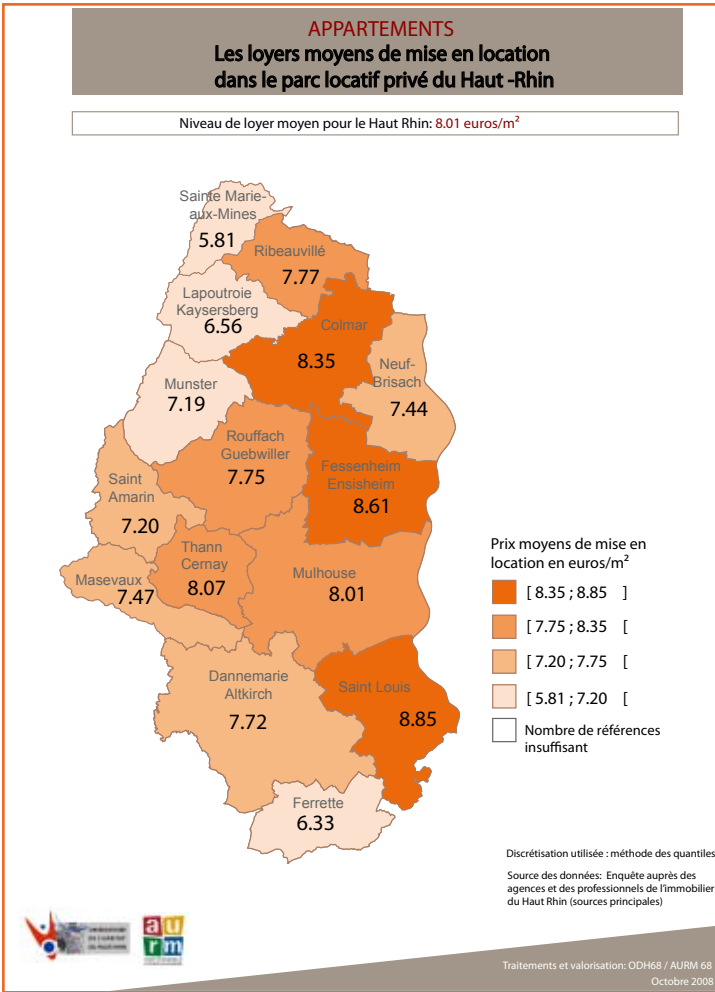 APPARTEMENTS
Les loyers moyens de mise en location
dans le parc locatif privé du Haut -Rhin
Niveau de loyer moyen pour le Haut Rhin: 8.01 euros/m²
Sainte Marie-
aux-Mines
5.81
Ribeauvillé
7.77
Lapoutroie
Kaysersberg
6.56
Colmar
8.35
Neuf-
Brisach
7.44
Munster
7.19
Rouffach
Guebwiller
7.75
Fessenheim
Ensisheim
8.61
Saint
Amarin
7.20
Thann
Cernay
8.07
Masevaux
7.47
Mulhouse
8.01
Dannemarie
Altkirch
7.72
Saint Louis
8.85
Ferrette
6.33
Prix moyens de mise en
location en euros/m²
[ 8.35 ; 8.85 ]
[ 7.75 ; 8.35 [
[ 7.20 ; 7.75 [
[ 5.81 ; 7.20 [
Nombre de références
insuffisant
Discrétisation utilisée : méthode des quantiles
Source des données: Enquête auprès des
agences et des professionnels de l'immobilier
du Haut Rhin (sources principales)
au
rm
Traitements et valorisation: ODH68 / AURM 68
Octobre 2008